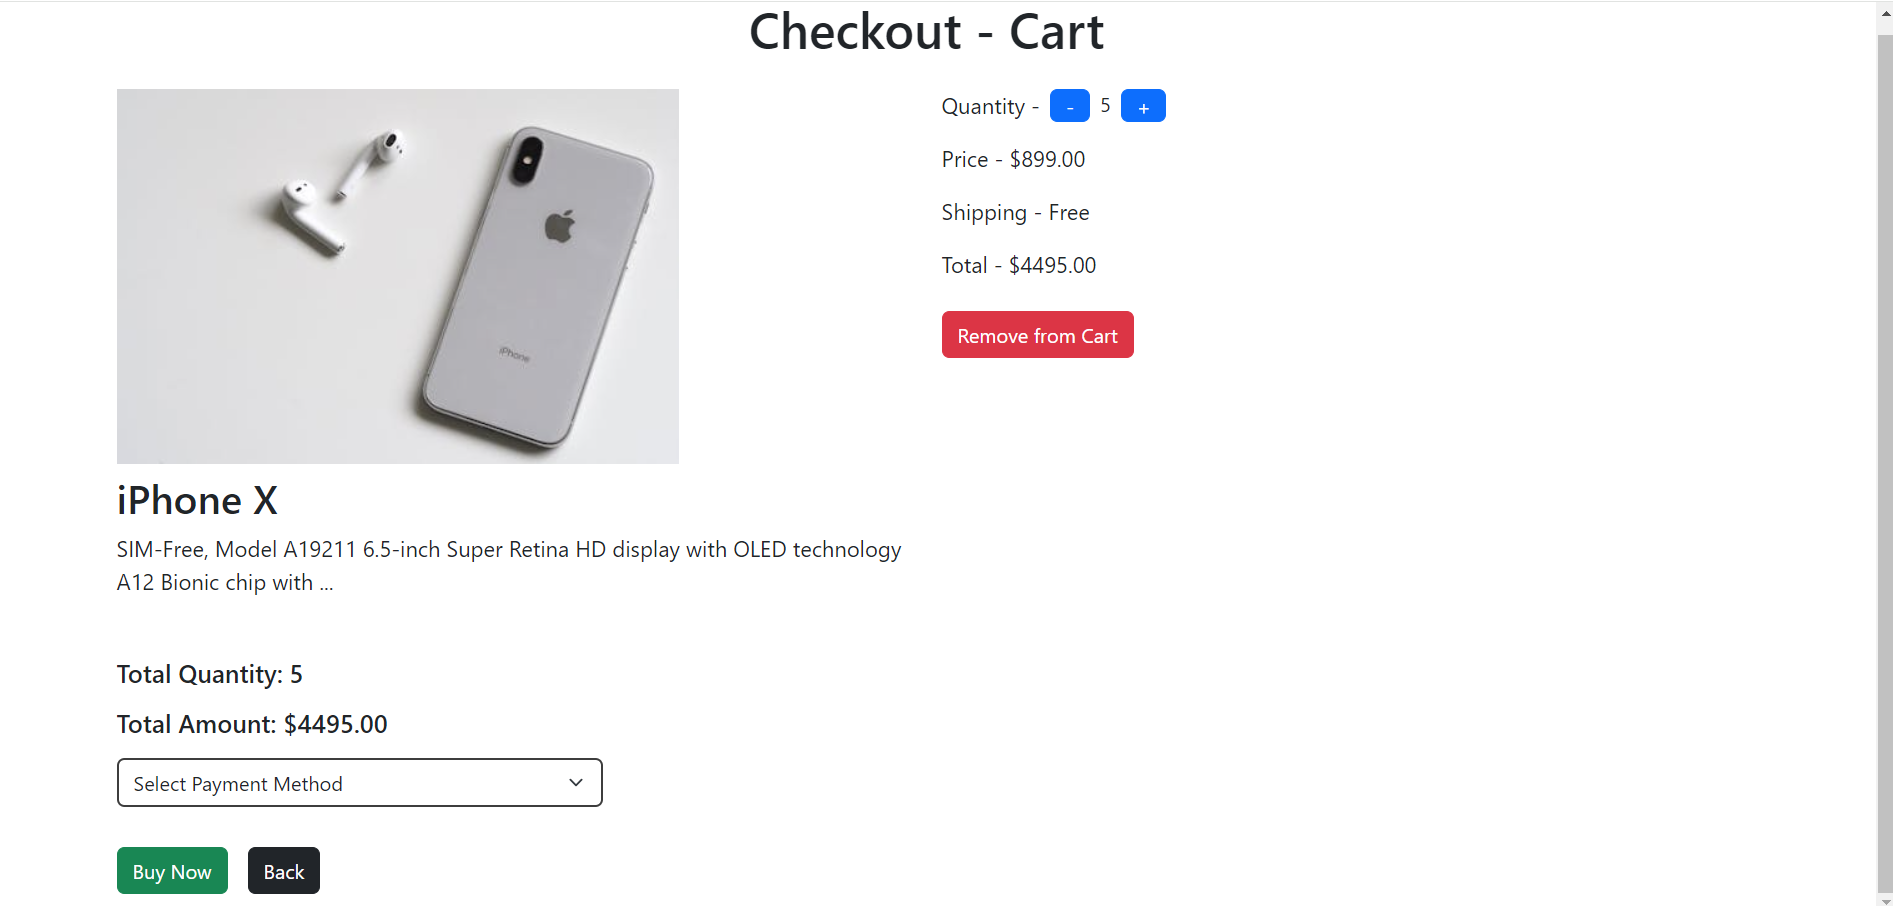 Checkout - Cart
Quantity - - 5 +
Price - $899.00
Shipping - Free
Total - $4495.00
Remove from Cart
iPhone
iPhone X
SIM-Free, Model A19211 6.5-inch Super Retina HD display with OLED technology
A12 Bionic chip with ...
Total Quantity: 5
Total Amount: $4495.00
Select Payment Method
Buy Now Back